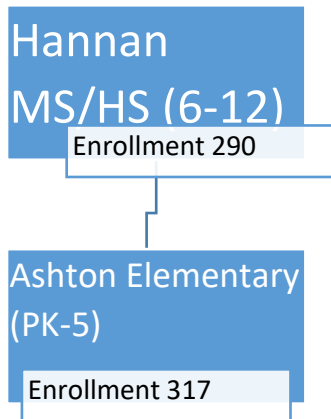 Hannan
MS/HS (6-12)
Enrollment 290
Ashton Elementary
(PK-5)
Enrollment 317